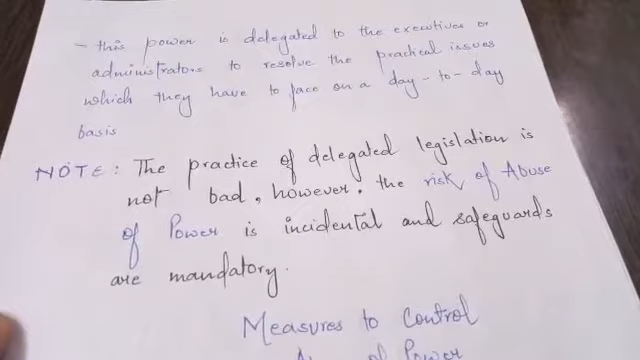 - this power is delegated to the executives or
administrators to resolve the practical issues
which they have to face on a day-to-day
basis
NOTE: The practice of delegated legislation is
not bad, however, the risk of Abuse
of Power is incidental and safeguards
are mandatory.
Measures to control
of Power